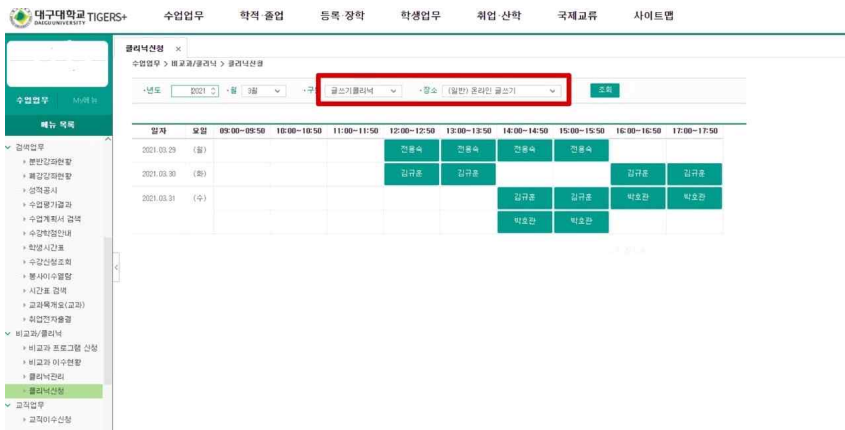 대구대학교 TIGERS+
DAEGU UNIVERSITY
수업업무 학적·졸업 등록·장학 학생업무 취업·산학 국제교류 사이트맵
클리닉신청 ×
수업업무 > 비교과/클리닉 > 클리닉신청
수업업무 My메뉴
메뉴 목록
·년도 2021 ·월 3월 글쓰기클리닉 ·장소 (일반) 온라인 글쓰기 조회
일자 요일 09:00~09:50 10:00~10:50 11:00~11:50 12:00~12:50 13:00~13:50 14:00~14:50 15:00~15:50 16:00~16:50 17:00~17:50
2021.03.29 (월) 전용숙 전용숙 전용숙 전용숙
2021.03.30 (화) 김규훈 김규훈 김규훈 김규훈
2021.03.31 (수) 김규훈 김규훈 박호관 박호관
박호관 박호관
검색업무
분반강좌현황
폐강강좌현황
성적공시
수업평가결과
수업계획서 검색
수강학점안내
학생시간표
수강신청조회
봉사이수열람
시간표 검색
교과목개요(교과)
취업전자출결
비교과/클리닉
비교과 프로그램 신청
비교과 이수현황
클리닉관리
클리닉신청
교직업무
교직이수신청